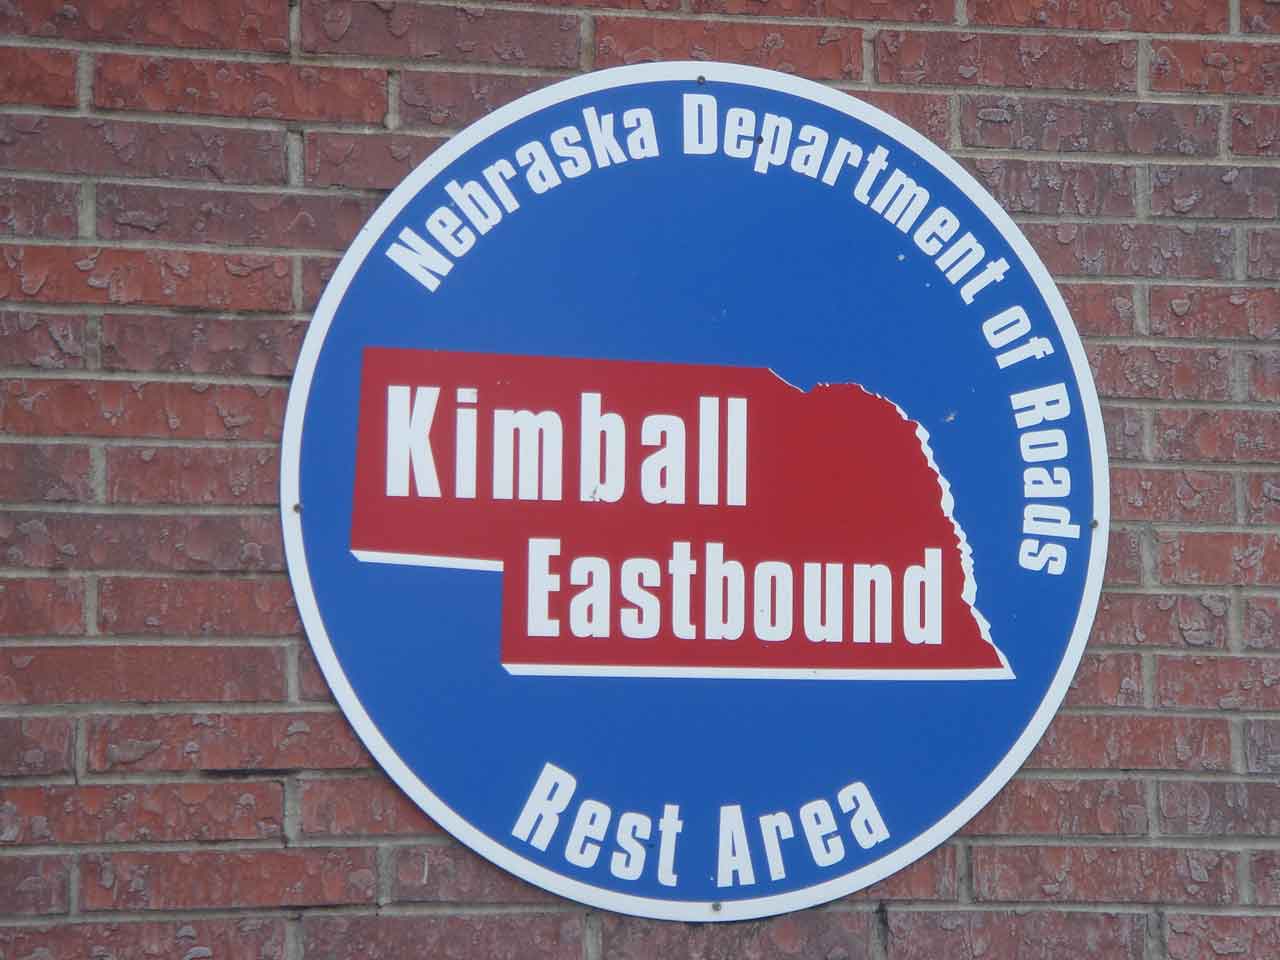 Nebraska Department of Roads
Kimball
Eastbound
Rest Area